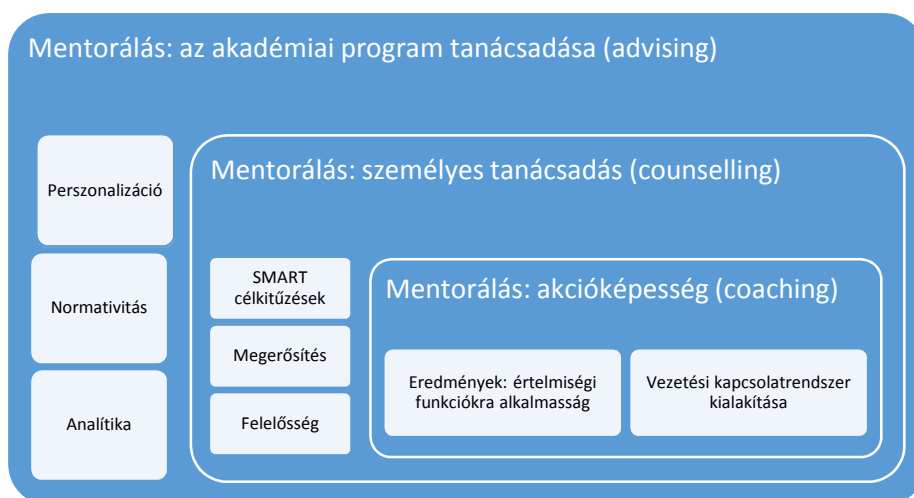 Mentorálás: az akadémiai program tanácsadása (advising)
Perszonalizáció
Normativitás
Analítika
Mentorálás: személyes tanácsadás (counselling)
SMART
célkitűzések
Megerősítés
Felelősség
Mentorálás: akcióképesség (coaching)
Eredmények: értelmiségi
funkciókra alkalmasság
Vezetési kapcsolatrendszer
kialakítása